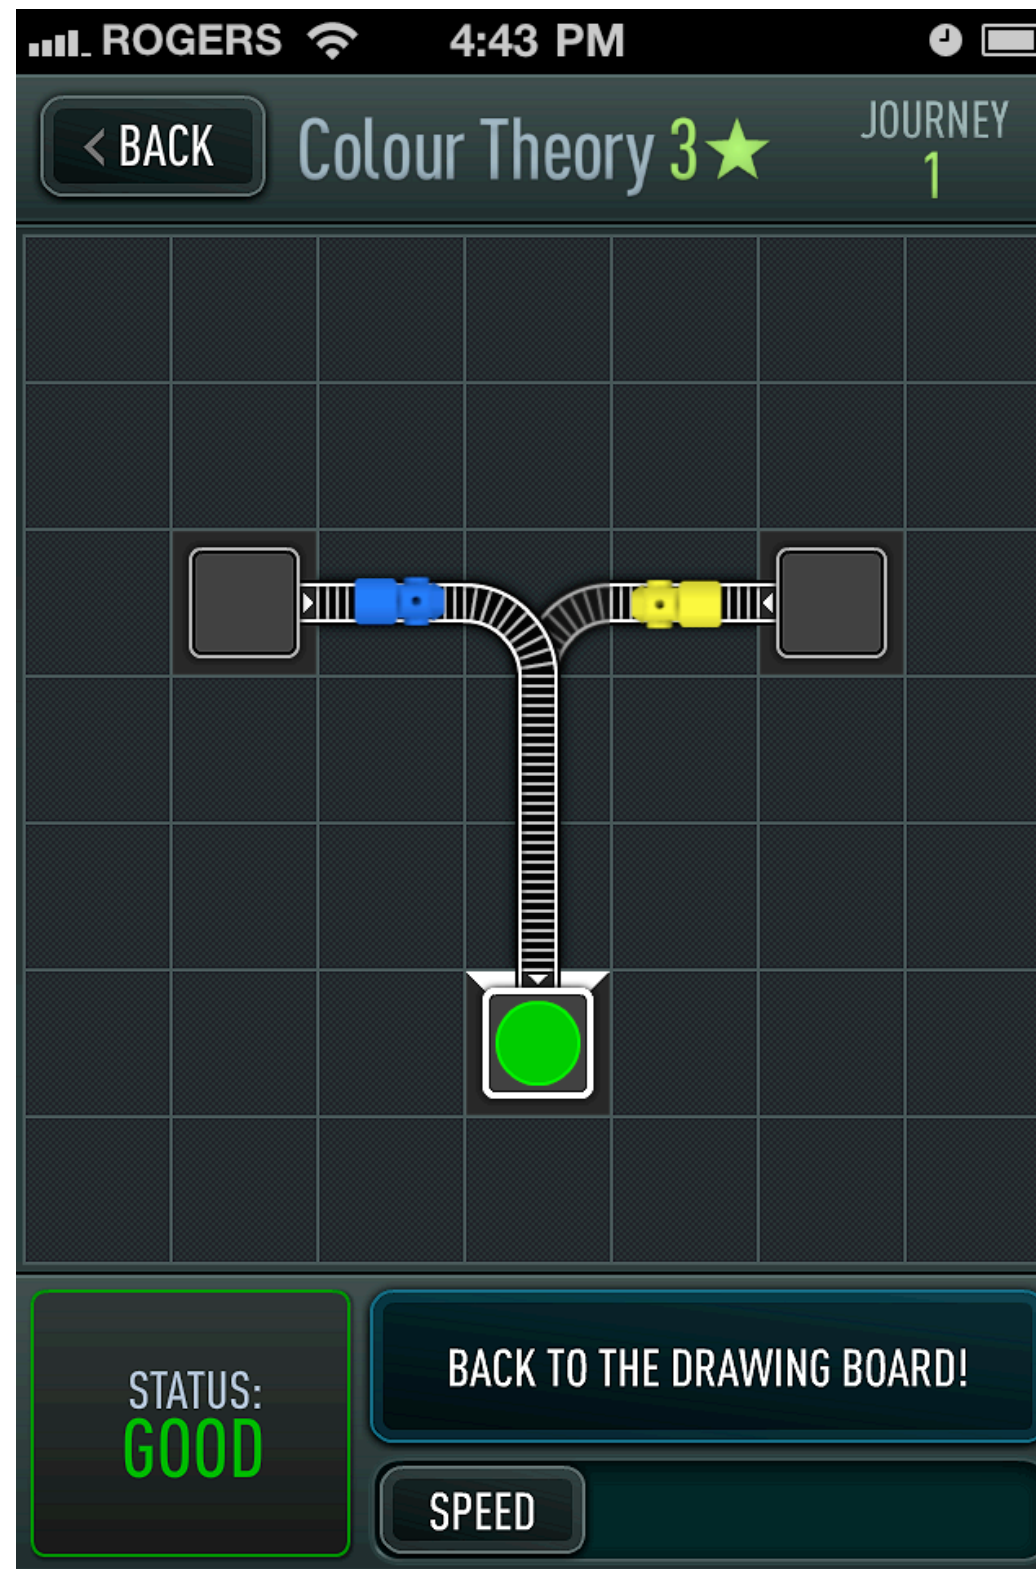 ROGERS 4:43 PM
< BACK Colour Theory 3★ JOURNEY
1
STATUS:
GOOD
BACK TO THE DRAWING BOARD!
SPEED